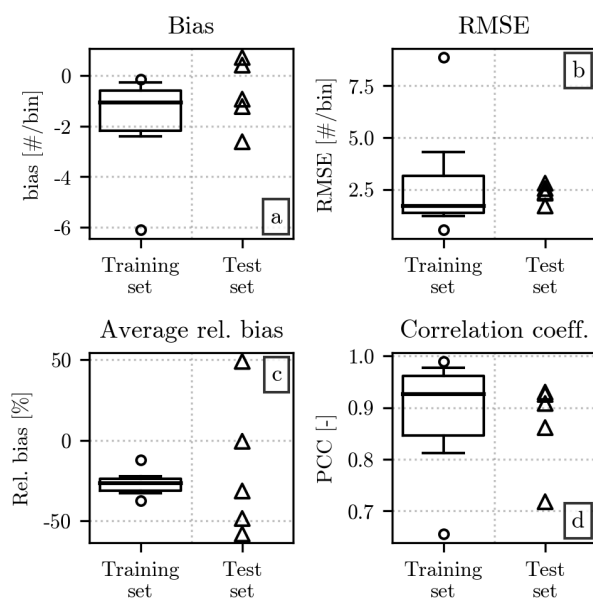 Bias
RMSE
bias [#/bin]
0
-2
-4
-6
a
Training
set
Test
set
RMSE [#/bin]
7.5
5.0
2.5
b
Training
set
Test
set
Average rel. bias
Correlation coeff.
Rel. bias [%]
50
0
-50
c
Training
set
Test
set
PCC [-]
1.0
0.9
0.8
0.7
d
Training
set
Test
set